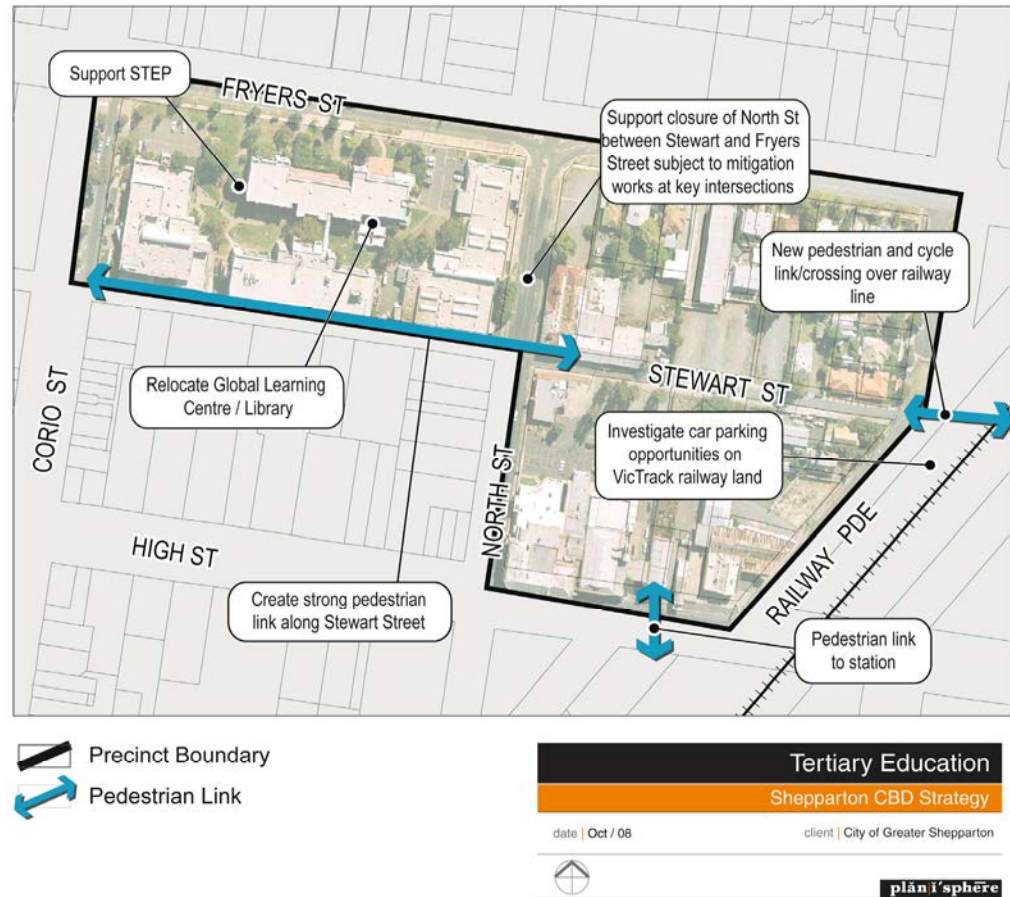 Support STEP
FRYERS ST
Support closure of North St
between Stewart and Fryers
Street subject to mitigation
works at key intersections
New pedestrian and cycle
link/crossing over railway
line
Relocate Global Learning
Centre / Library
STEWART ST
CORIO ST
Investigate car parking
opportunities on
VicTrack railway land
NORTH ST
HIGH ST
RAILWAY PDE
Create strong pedestrian
link along Stewart Street
Pedestrian link
to station
Precinct Boundary
Pedestrian Link
Tertiary Education
Shepparton CBD Strategy
date | Oct / 08
client | City of Greater Shepparton
plăn|ĭ'sphēre